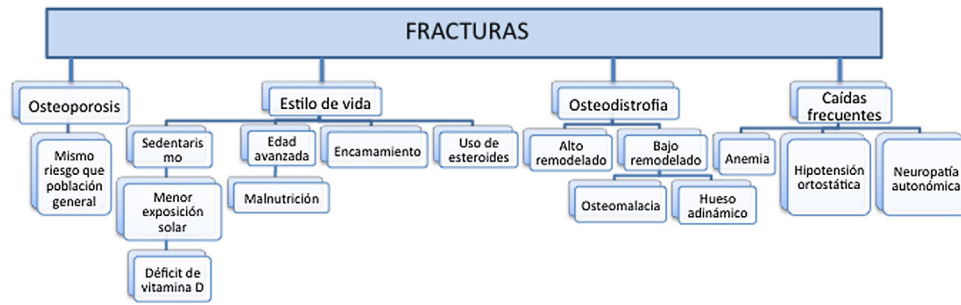 FRACTURAS
Osteoporosis
Mismo
riesgo que
población
general
Estilo de vida
Sedentaris
mo
Menor
exposición
solar
Déficit de
vitamina D
Edad
avanzada
Malnutrición
Encamamiento
Uso de
esteroides
Osteodistrofia
Alto
remodelado
Bajo
remodelado
Osteomalacia
Hueso
adinámico
Caídas
frecuentes
Anemia
Hipotensión
ortostática
Neuropatía
autonómica